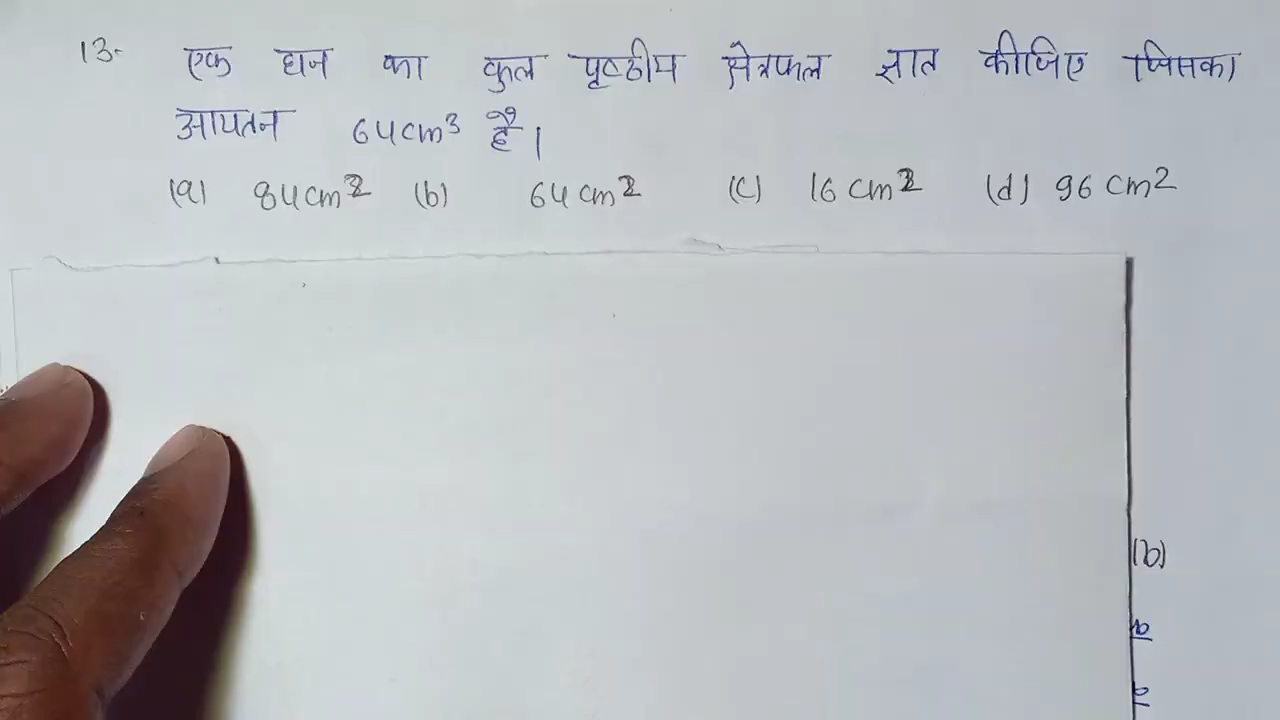 13. एक घन का कुल पृष्ठीय क्षेत्रफल ज्ञात कीजिए जिसका
आयतन 64cm³ है।
(a) 84cm² (b) 64cm² (c) 16cm² (d) 96cm²
(b)